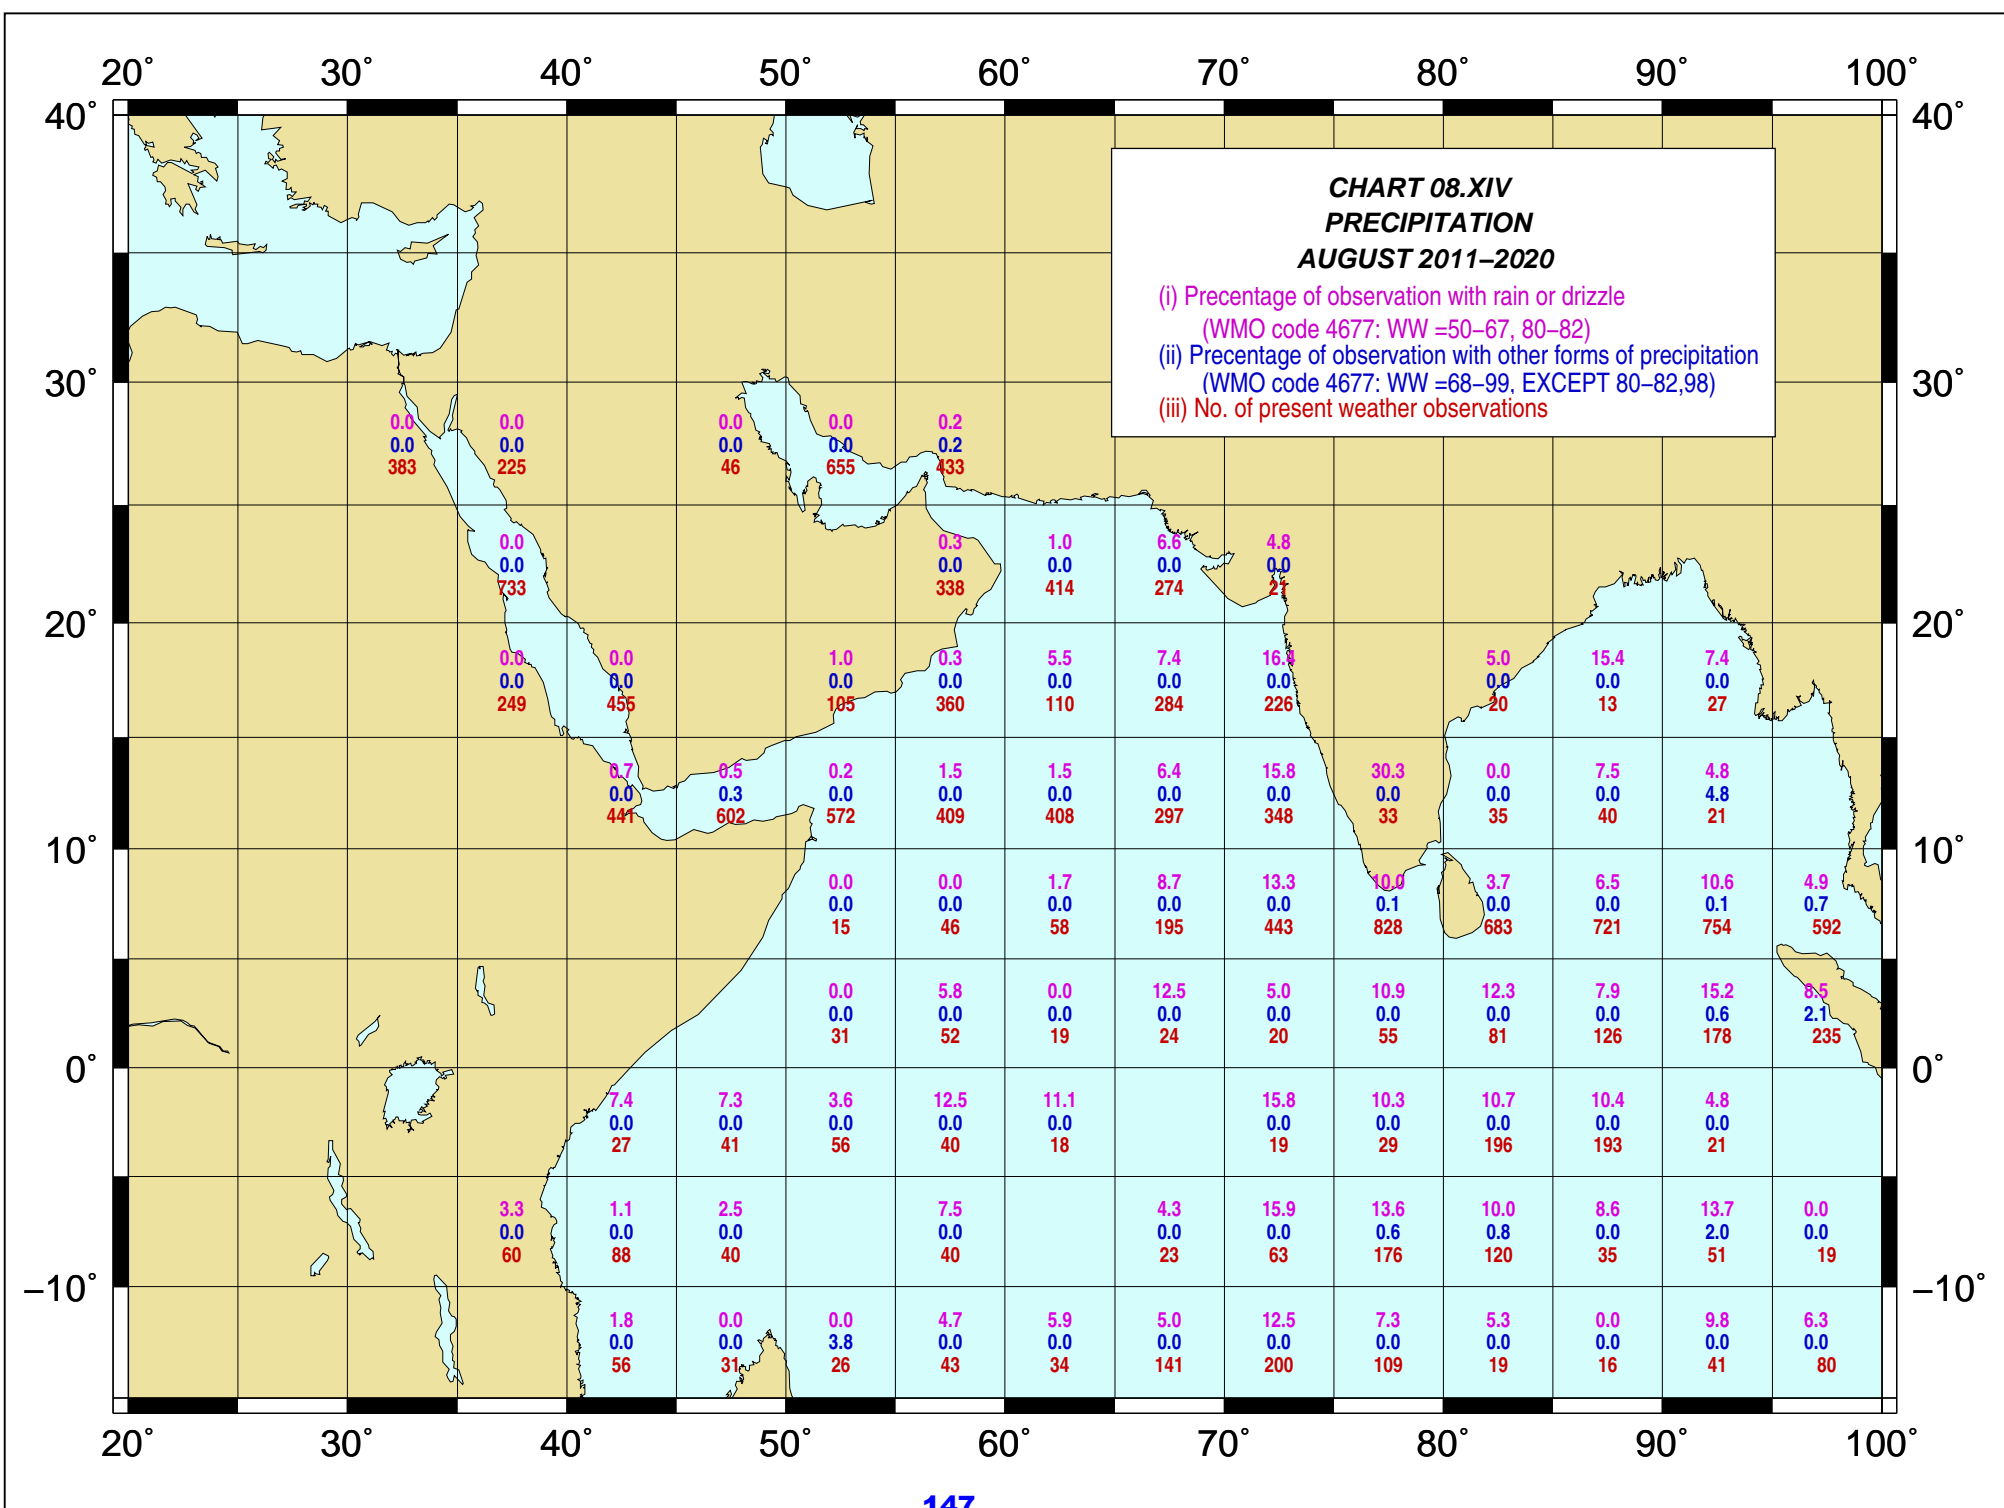 20° 30° 40° 50° 60° 70° 80° 90° 100°
40° 40°
CHART 08.XIV
PRECIPITATION
AUGUST 2011–2020
(i) Precentage of observation with rain or drizzle
(WMO code 4677: WW =50–67, 80–82)
(ii) Precentage of observation with other forms of precipitation
(WMO code 4677: WW =68–99, EXCEPT 80–82,98)
(iii) No. of present weather observations
30° 30°
0.0 0.0 0.0 0.0 0.2
0.0 0.0 0.0 0.0 0.2
383 225 46 655 433
0.0 0.3 1.0 6.6 4.8
0.0 0.0 0.0 0.0 0.0
733 338 414 274 21
20° 20°
0.0 0.0 1.0 0.3 5.5 7.4 16.4 5.0 15.4 7.4
0.0 0.0 0.0 0.0 0.0 0.0 0.0 0.0 0.0 0.0
249 455 105 360 110 284 226 20 13 27
0.7 0.5 0.2 1.5 1.5 6.4 15.8 30.3 0.0 7.5 4.8
0.0 0.3 0.0 0.0 0.0 0.0 0.0 0.0 0.0 0.0 4.8
441 602 572 409 408 297 348 33 35 40 21
10° 10°
0.0 0.0 1.7 8.7 13.3 10.0 3.7 6.5 10.6 4.9
0.0 0.0 0.0 0.0 0.0 0.1 0.0 0.0 0.1 0.7
15 46 58 195 443 828 683 721 754 592
0.0 5.8 0.0 12.5 5.0 10.9 12.3 7.9 15.2 8.5
0.0 0.0 0.0 0.0 0.0 0.0 0.0 0.0 0.6 2.1
31 52 19 24 20 55 81 126 178 235
0° 0°
7.4 7.3 3.6 12.5 11.1 15.8 10.3 10.7 10.4 4.8
0.0 0.0 0.0 0.0 0.0 0.0 0.0 0.0 0.0 0.0
27 41 56 40 18 19 29 196 193 21
3.3 1.1 2.5 7.5 4.3 15.9 13.6 10.0 8.6 13.7 0.0
0.0 0.0 0.0 0.0 0.0 0.0 0.6 0.8 0.0 2.0 0.0
60 88 40 40 23 63 176 120 35 51 19
–10° –10°
1.8 0.0 0.0 4.7 5.9 5.0 12.5 7.3 5.3 0.0 9.8 6.3
0.0 0.0 3.8 0.0 0.0 0.0 0.0 0.0 0.0 0.0 0.0 0.0
56 31 26 43 34 141 200 109 19 16 41 80
20° 30° 40° 50° 60° 70° 80° 90° 100°
147